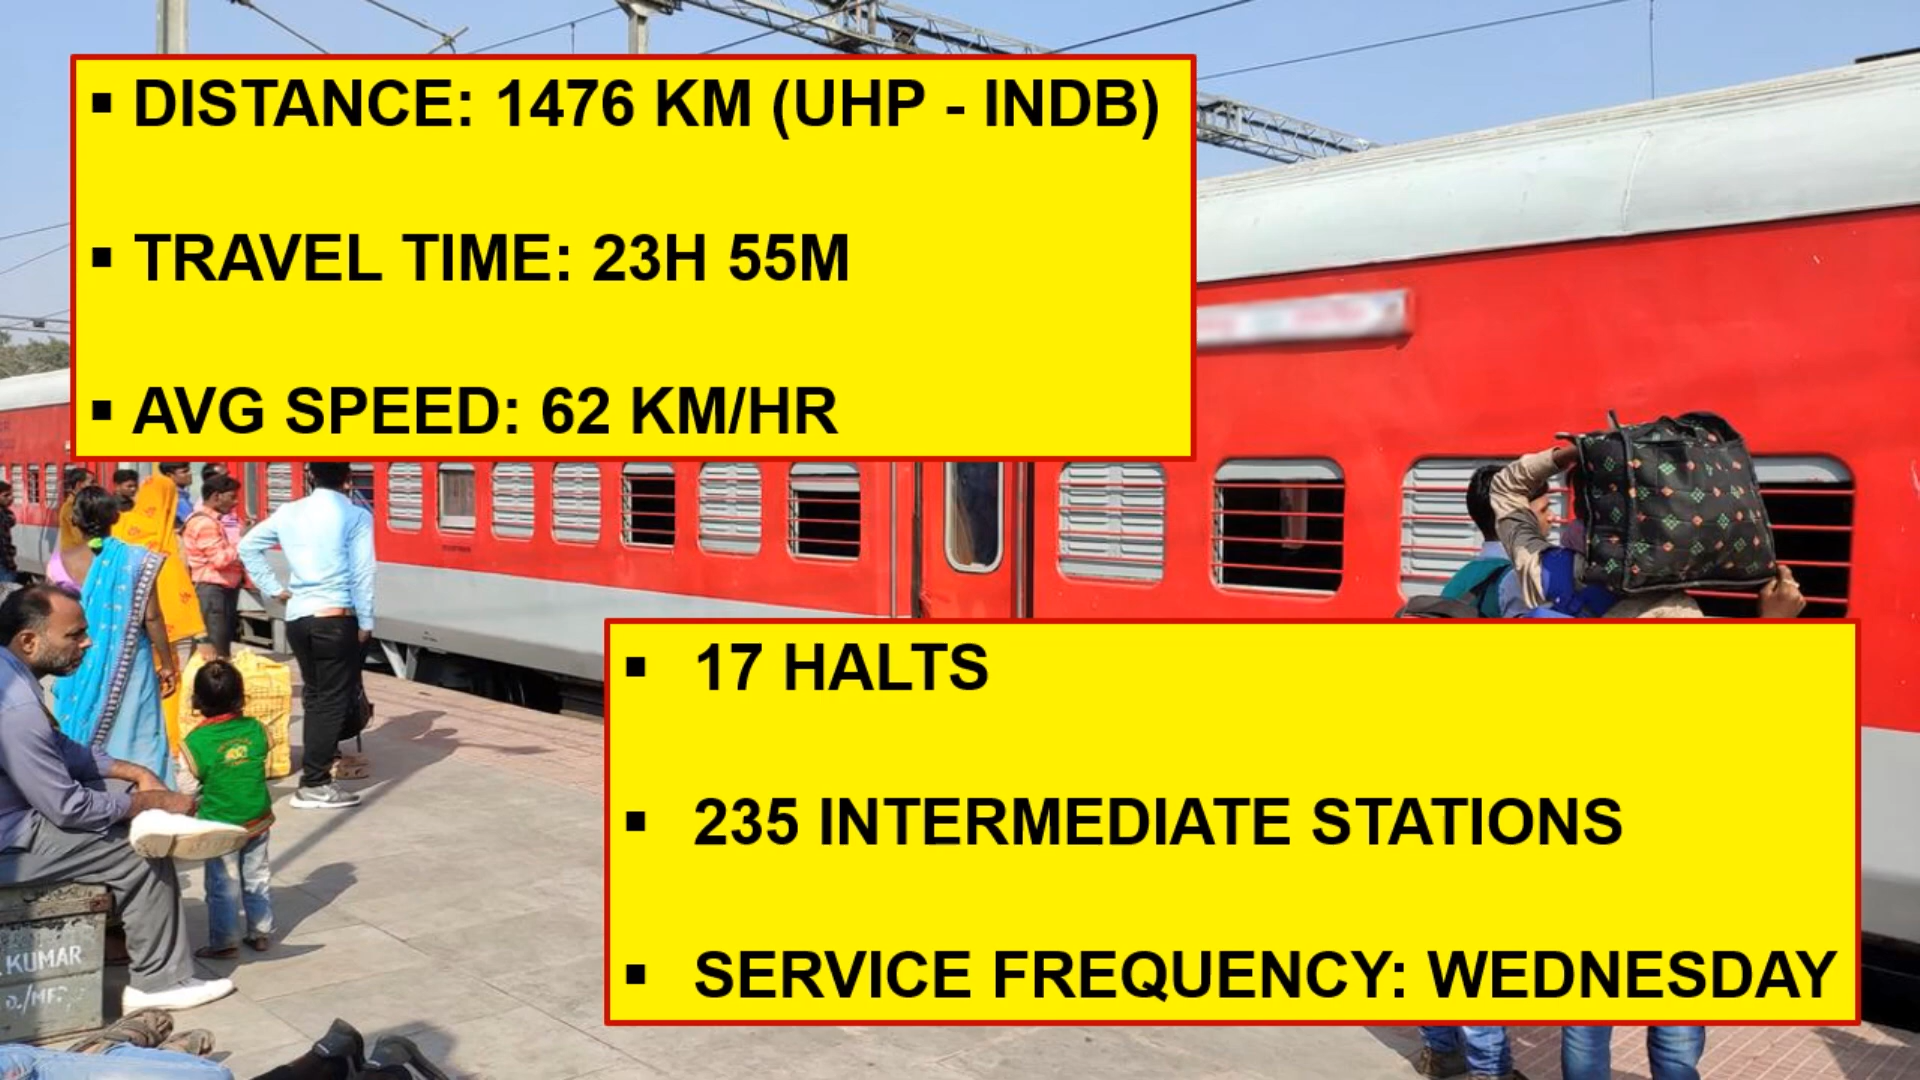 ▪ DISTANCE: 1476 KM (UHP - INDB)
▪ TRAVEL TIME: 23H 55M
▪ AVG SPEED: 62 KM/HR
▪ 17 HALTS
▪ 235 INTERMEDIATE STATIONS
▪ SERVICE FREQUENCY: WEDNESDAY
KUMAR